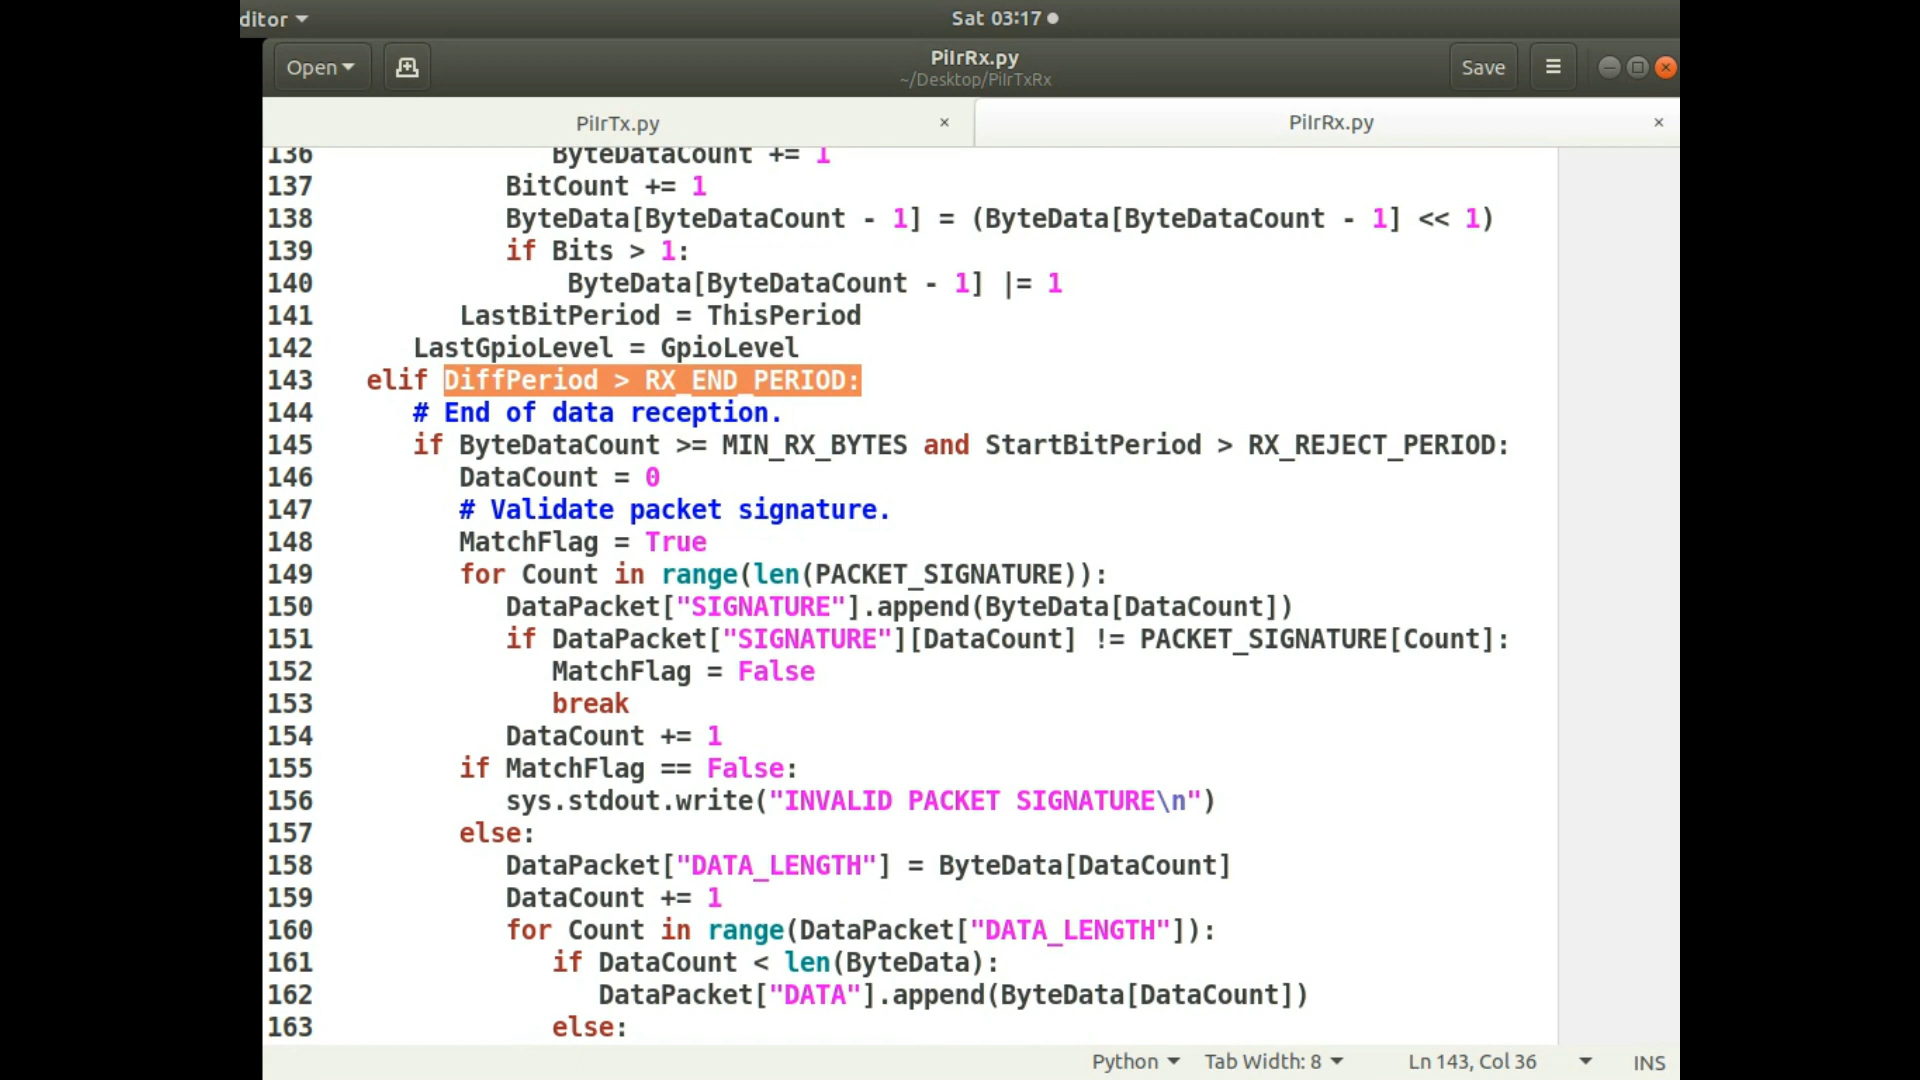 ditor
Sat 03:17
Open
PiIrRx.py
~/Desktop/PiIrTxRx
Save
PiIrTx.py ×
PiIrRx.py ×
136 ByteDataCount += 1
137 BitCount += 1
138 ByteData[ByteDataCount - 1] = (ByteData[ByteDataCount - 1] << 1)
139 if Bits > 1:
140 ByteData[ByteDataCount - 1] |= 1
141 LastBitPeriod = ThisPeriod
142 LastGpioLevel = GpioLevel
143 elif DiffPeriod > RX_END_PERIOD:
144 # End of data reception.
145 if ByteDataCount >= MIN_RX_BYTES and StartBitPeriod > RX_REJECT_PERIOD:
146 DataCount = 0
147 # Validate packet signature.
148 MatchFlag = True
149 for Count in range(len(PACKET_SIGNATURE)):
150 DataPacket["SIGNATURE"].append(ByteData[DataCount])
151 if DataPacket["SIGNATURE"][DataCount] != PACKET_SIGNATURE[Count]:
152 MatchFlag = False
153 break
154 DataCount += 1
155 if MatchFlag == False:
156 sys.stdout.write("INVALID PACKET SIGNATURE\n")
157 else:
158 DataPacket["DATA_LENGTH"] = ByteData[DataCount]
159 DataCount += 1
160 for Count in range(DataPacket["DATA_LENGTH"]):
161 if DataCount < len(ByteData):
162 DataPacket["DATA"].append(ByteData[DataCount])
163 else:
Python Tab Width: 8 Ln 143, Col 36 INS